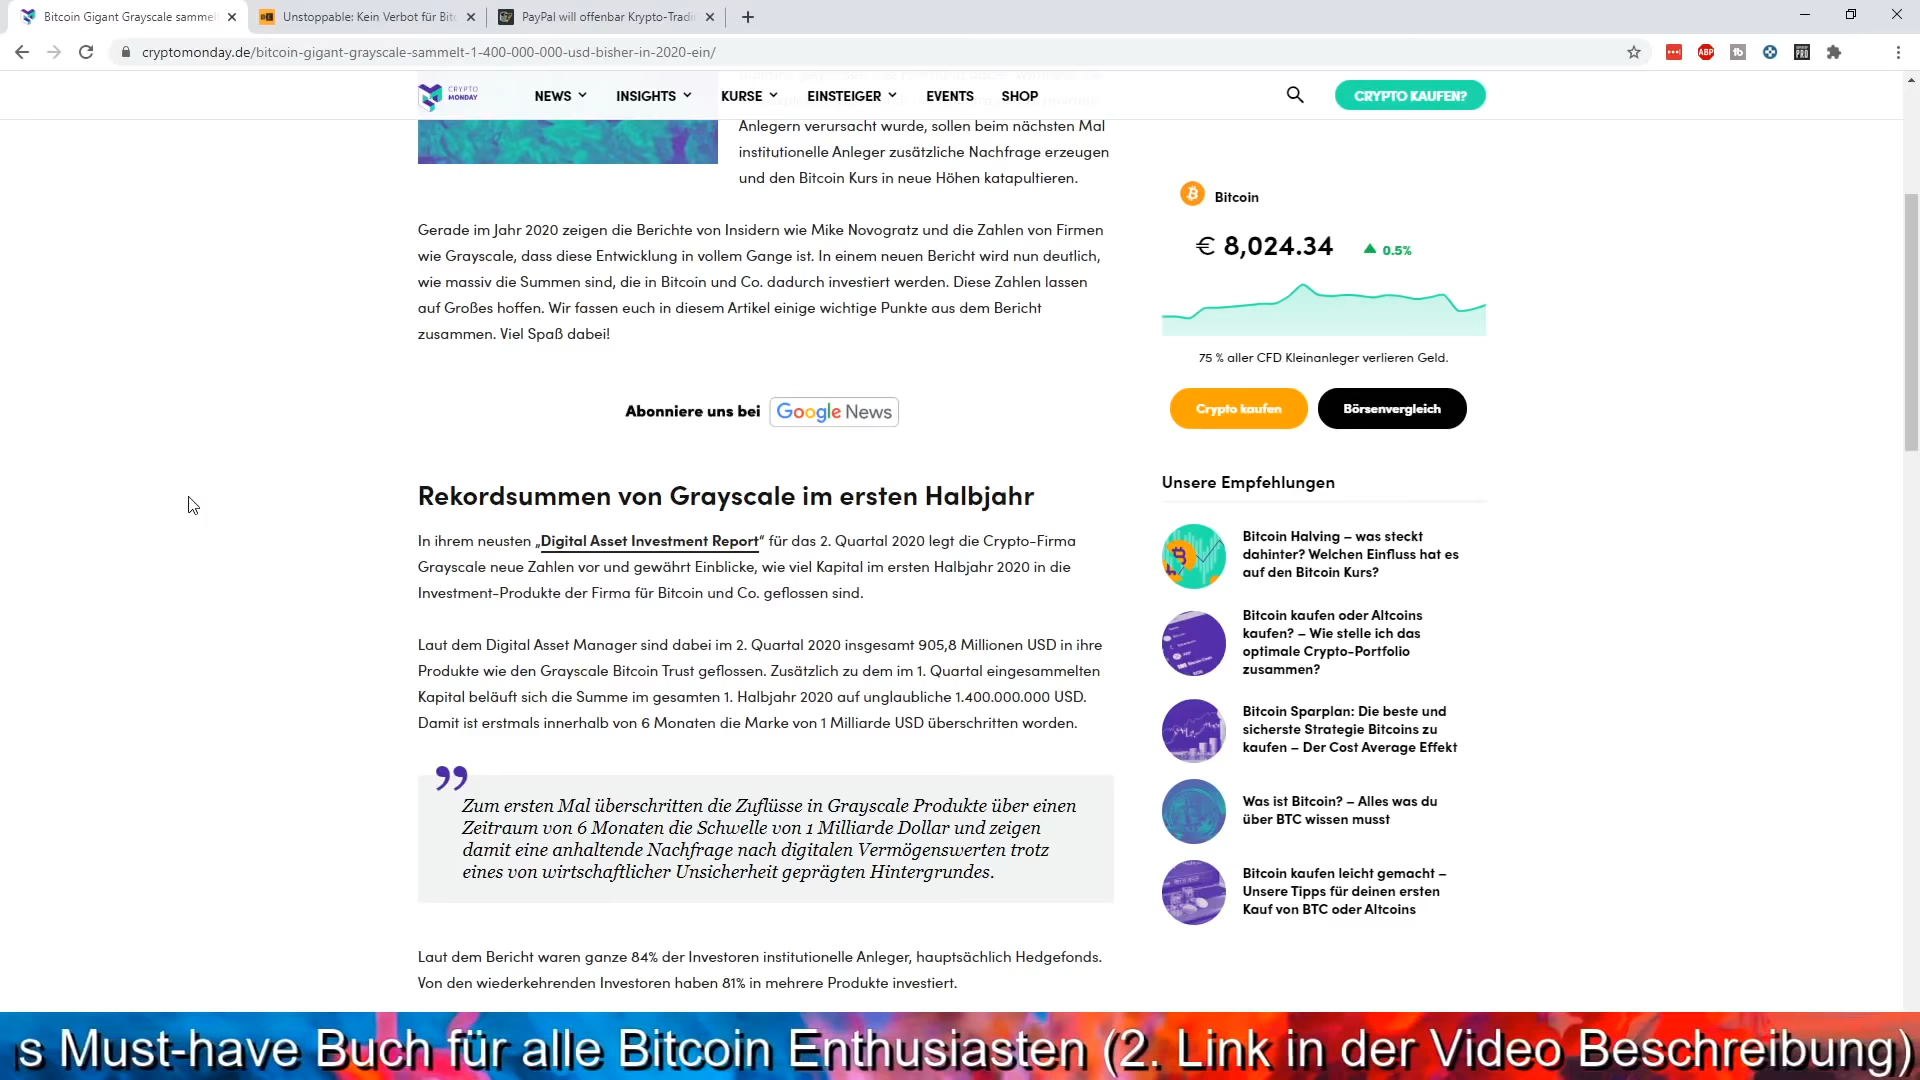 Bitcoin Gigant Grayscale sammel
Unstoppable: Kein Verbot für Bitc
PayPal will offenbar Krypto-Tradi
cryptomonday.de/bitcoin-gigant-grayscale-sammelt-1-400-000-000-usd-bisher-in-2020-ein/
ABP
CRYPTO
MONDAY
NEWS
INSIGHTS
KURSE
EINSTEIGER
EVENTS
SHOP
CRYPTO KAUFEN?
Anlegern verursacht wurde, sollen beim nächsten Mal
institutionelle Anleger zusätzliche Nachfrage erzeugen
und den Bitcoin Kurs in neue Höhen katapultieren.
Gerade im Jahr 2020 zeigen die Berichte von Insidern wie Mike Novogratz und die Zahlen von Firmen
wie Grayscale, dass diese Entwicklung in vollem Gange ist. In einem neuen Bericht wird nun deutlich,
wie massiv die Summen sind, die in Bitcoin und Co. dadurch investiert werden. Diese Zahlen lassen
auf Großes hoffen. Wir fassen euch in diesem Artikel einige wichtige Punkte aus dem Bericht
zusammen. Viel Spaß dabei!
Abonniere uns bei Google News
Rekordsummen von Grayscale im ersten Halbjahr
In ihrem neusten „Digital Asset Investment Report“ für das 2. Quartal 2020 legt die Crypto-Firma
Grayscale neue Zahlen vor und gewährt Einblicke, wie viel Kapital im ersten Halbjahr 2020 in die
Investment-Produkte der Firma für Bitcoin und Co. geflossen sind.
Laut dem Digital Asset Manager sind dabei im 2. Quartal 2020 insgesamt 905,8 Millionen USD in ihre
Produkte wie den Grayscale Bitcoin Trust geflossen. Zusätzlich zu dem im 1. Quartal eingesammelten
Kapital beläuft sich die Summe im gesamten 1. Halbjahr 2020 auf unglaubliche 1.400.000.000 USD.
Damit ist erstmals innerhalb von 6 Monaten die Marke von 1 Milliarde USD überschritten worden.
”
Zum ersten Mal überschritten die Zuflüsse in Grayscale Produkte über einen
Zeitraum von 6 Monaten die Schwelle von 1 Milliarde Dollar und zeigen
damit eine anhaltende Nachfrage nach digitalen Vermögenswerten trotz
eines von wirtschaftlicher Unsicherheit geprägten Hintergrundes.
Laut dem Bericht waren ganze 84% der Investoren institutionelle Anleger, hauptsächlich Hedgefonds.
Von den wiederkehrenden Investoren haben 81% in mehrere Produkte investiert.
Bitcoin
€ 8,024.34
0.5%
75 % aller CFD Kleinanleger verlieren Geld.
Crypto kaufen
Börsenvergleich
Unsere Empfehlungen
Bitcoin Halving – was steckt
dahinter? Welchen Einfluss hat es
auf den Bitcoin Kurs?
Bitcoin kaufen oder Altcoins
kaufen? – Wie stelle ich das
optimale Crypto-Portfolio
zusammen?
Bitcoin Sparplan: Die beste und
sicherste Strategie Bitcoins zu
kaufen – Der Cost Average Effekt
Was ist Bitcoin? – Alles was du
über BTC wissen musst
Bitcoin kaufen leicht gemacht –
Unsere Tipps für deinen ersten
Kauf von BTC oder Altcoins
s Must-have Buch für alle Bitcoin Enthusiasten (2. Link in der Video Beschreibung)